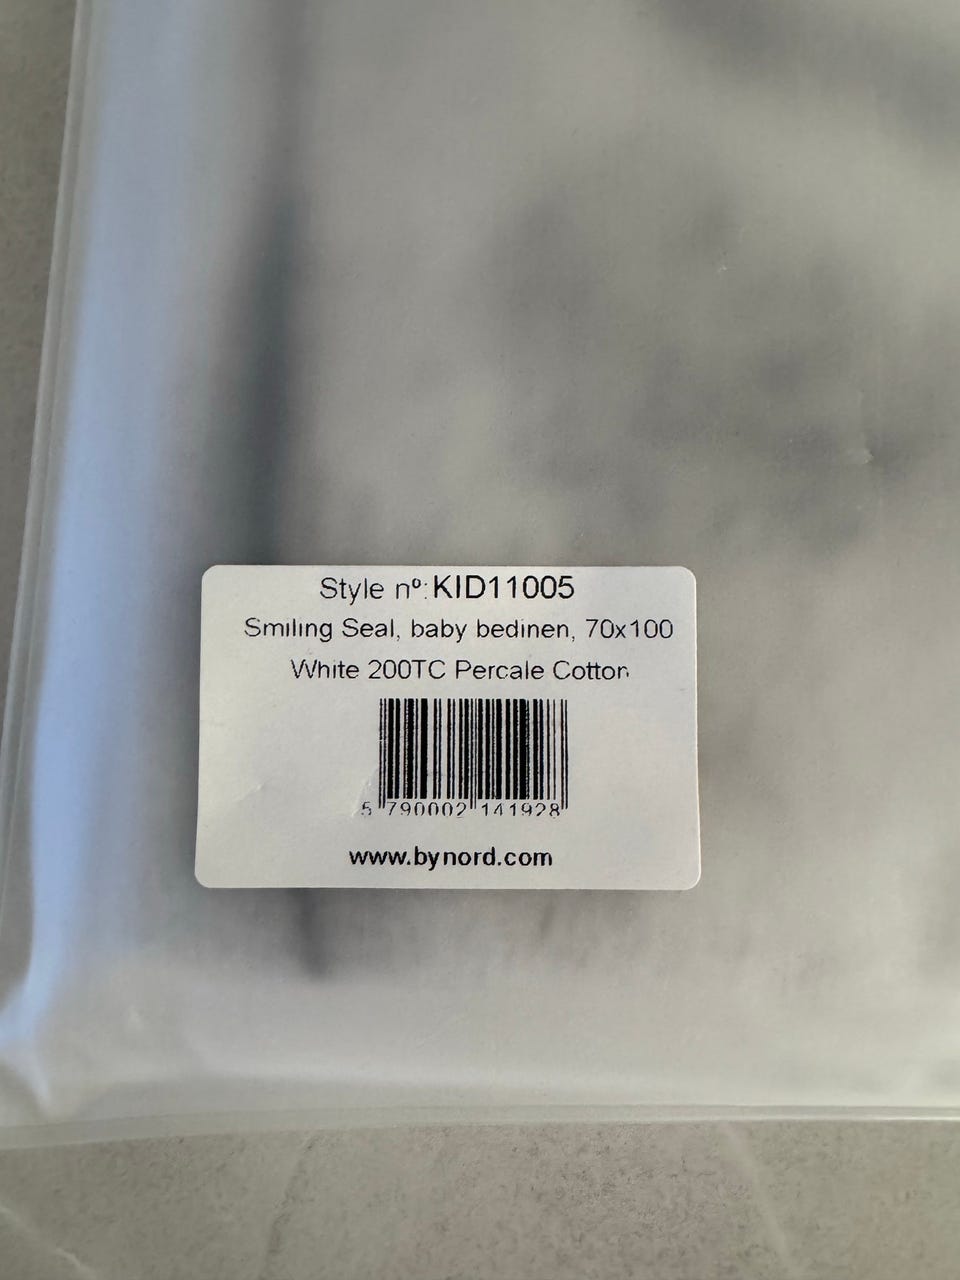 Style nº: KID11005
Smiling Seal, baby bedinen, 70x100
White 200TC Percale Cotton
5 790002 141928
www.bynord.com